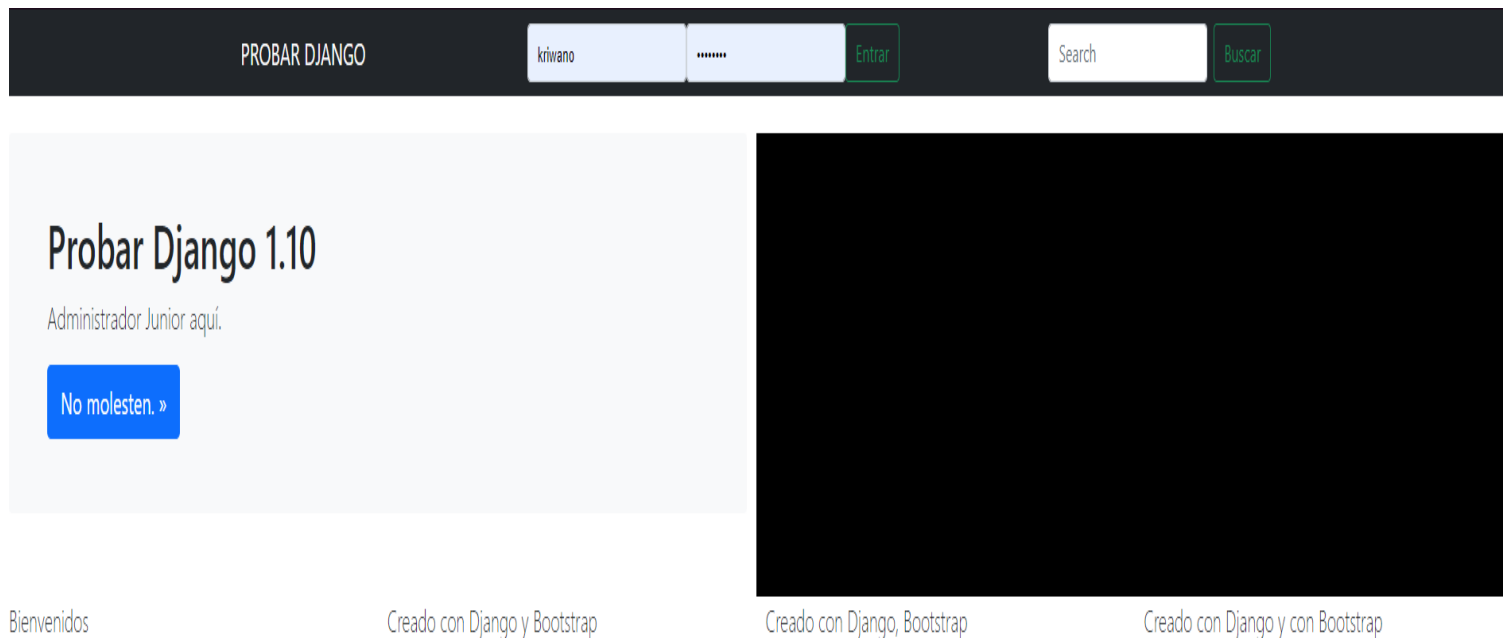 PROBAR DJANGO kriwano •••••••• Entrar Search Buscar
Probar Django 1.10
Administrador Junior aquí.
No molesten. »
Bienvenidos Creado con Django y Bootstrap Creado con Django, Bootstrap Creado con Django y con Bootstrap